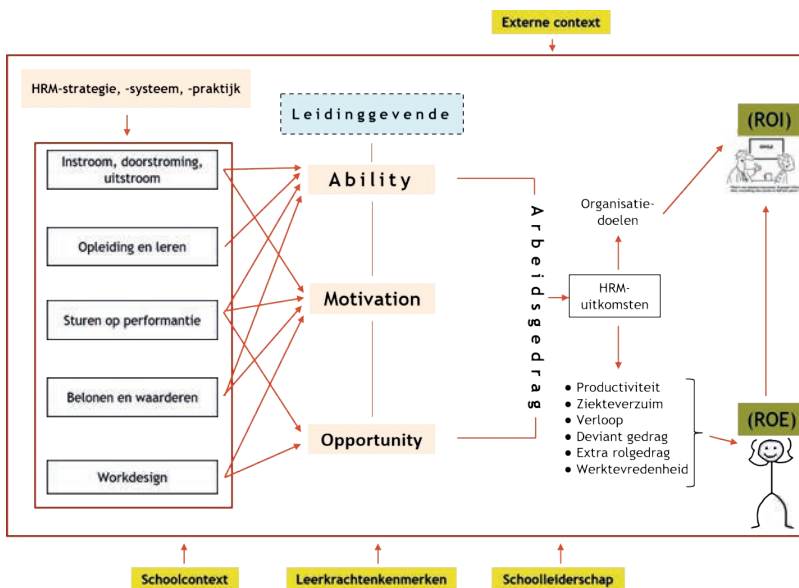 Externe context
HRM-strategie, -systeem, -praktijk
Leidinggevende
(ROI)
Instroom, doorstroming,
uitstroom
Ability
Organisatie-
doelen
Opleiding en leren
Arbeidsgedrag
Motivation
HRM-
uitkomsten
Sturen op performantie
Belonen en waarderen
● Productiviteit
● Ziekteverzuim
● Verloop
● Deviant gedrag
● Extra rolgedrag
● Werktevredenheid
(ROE)
Opportunity
Workdesign
Schoolcontext
Leerkrachtenkenmerken
Schoolleiderschap